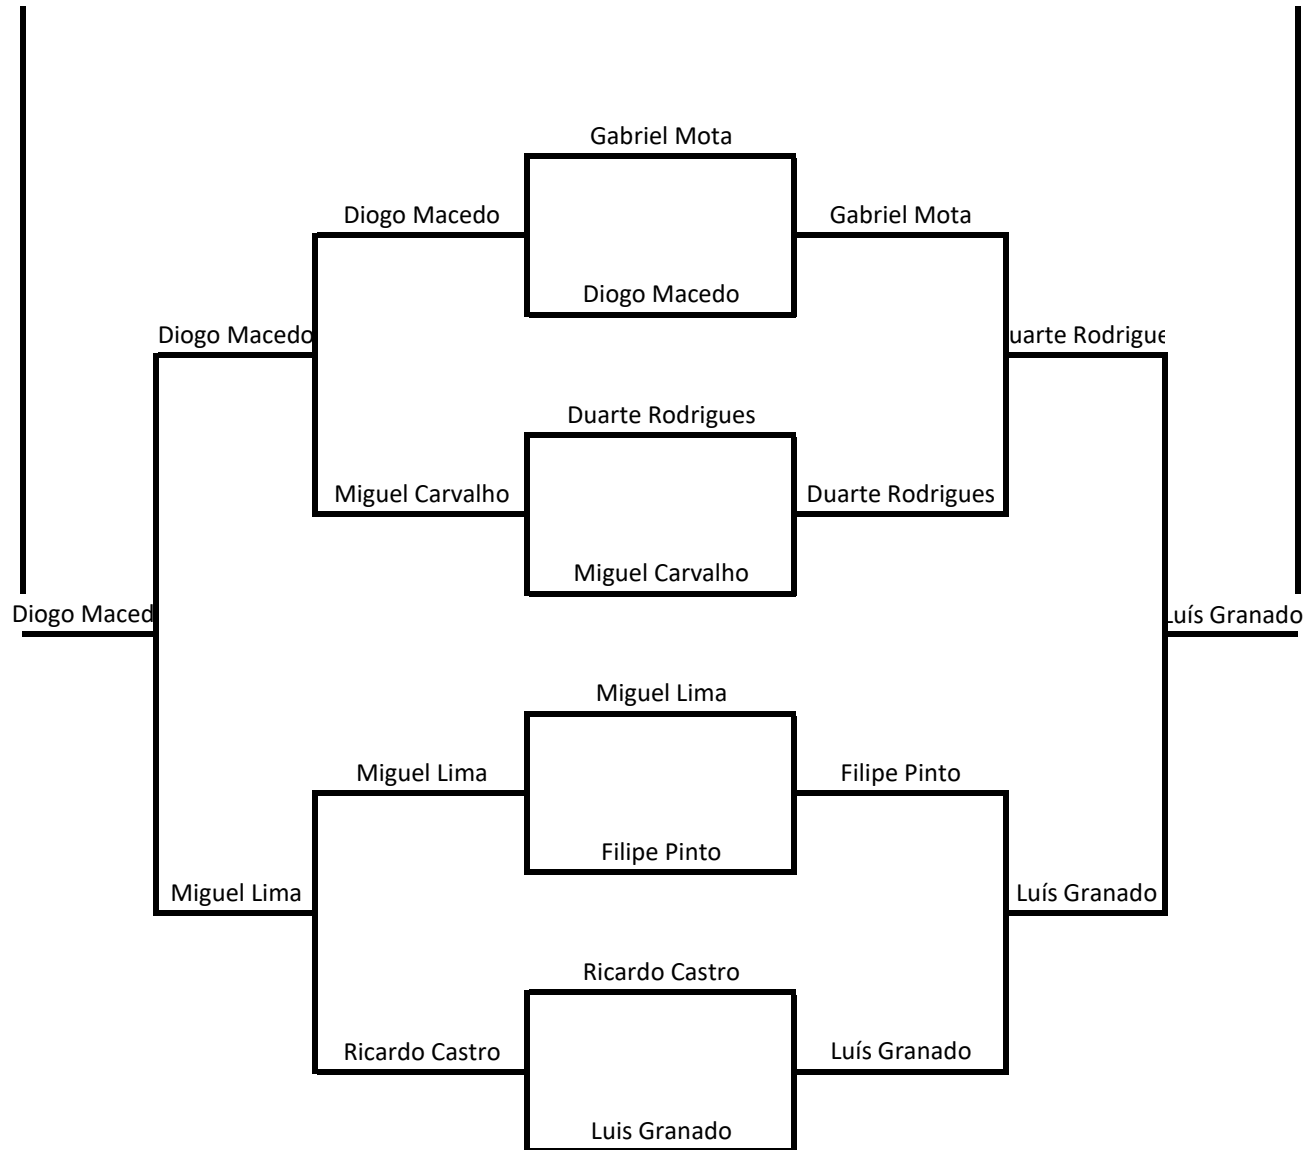 Gabriel Mota
Diogo Macedo
Gabriel Mota
Diogo Macedo
Diogo Macedo
uarte Rodrigue
Duarte Rodrigues
Miguel Carvalho
Duarte Rodrigues
Miguel Carvalho
Diogo Maced
Luís Granado
Miguel Lima
Miguel Lima
Filipe Pinto
Filipe Pinto
Miguel Lima
Luís Granado
Ricardo Castro
Ricardo Castro
Luís Granado
Luis Granado